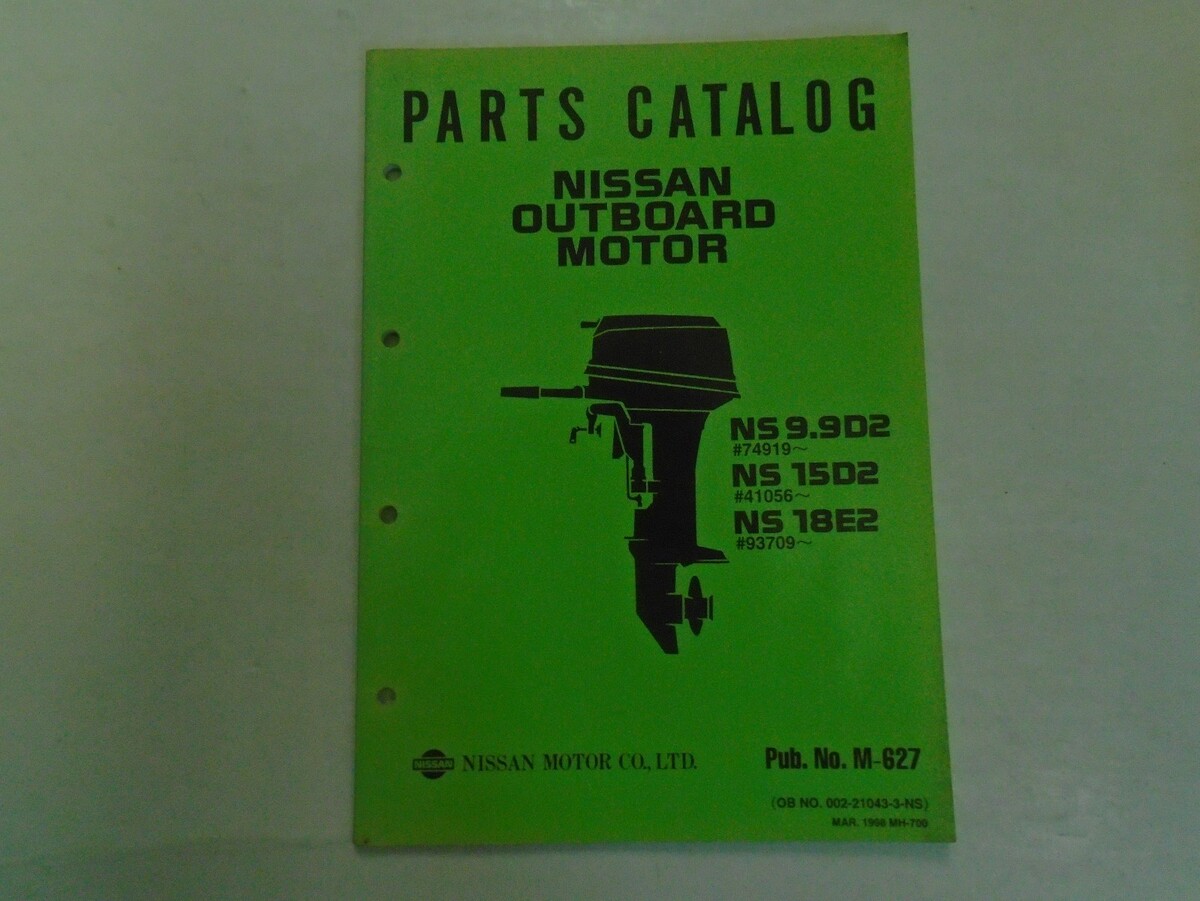 PARTS CATALOG
NISSAN
OUTBOARD
MOTOR
NS 9.9D2
#74919~
NS 15D2
#41056~
NS 18E2
#93709~
NISSAN
NISSAN MOTOR CO., LTD.
Pub. No. M-627
(OB NO. 002-21043-3-NS)
MAR. 1998 MH-700